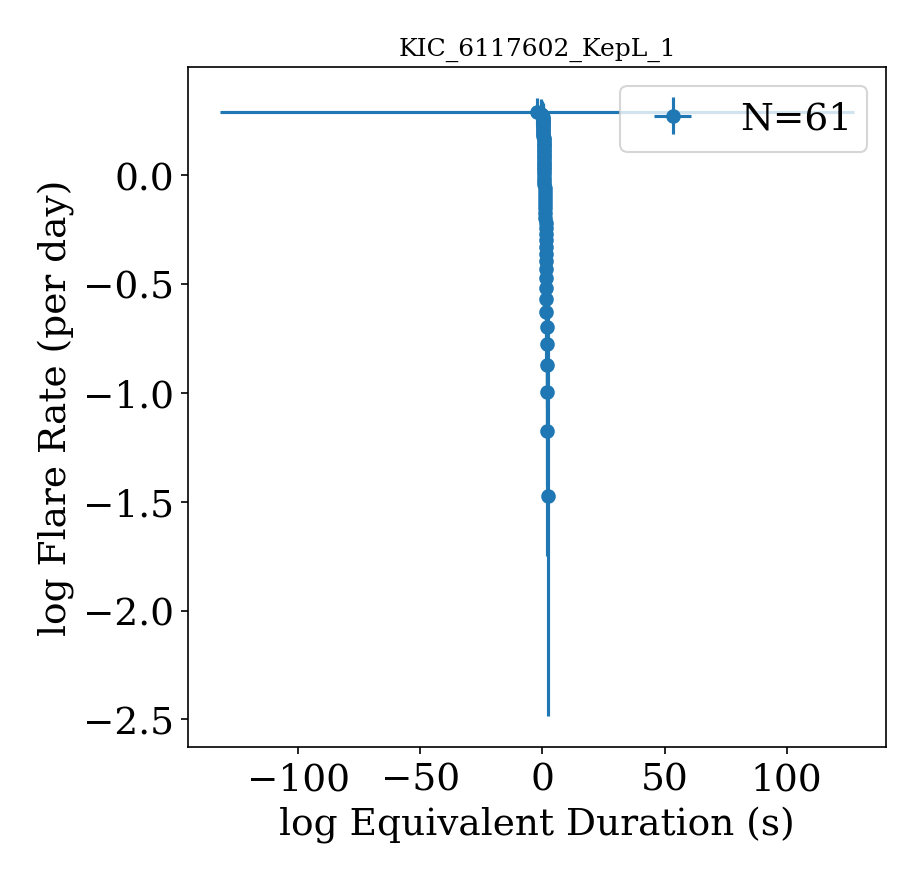 KIC_6117602_KepL_1
N=61
log Flare Rate (per day)
0.0
−0.5
−1.0
−1.5
−2.0
−2.5
−100 −50 0 50 100
log Equivalent Duration (s)